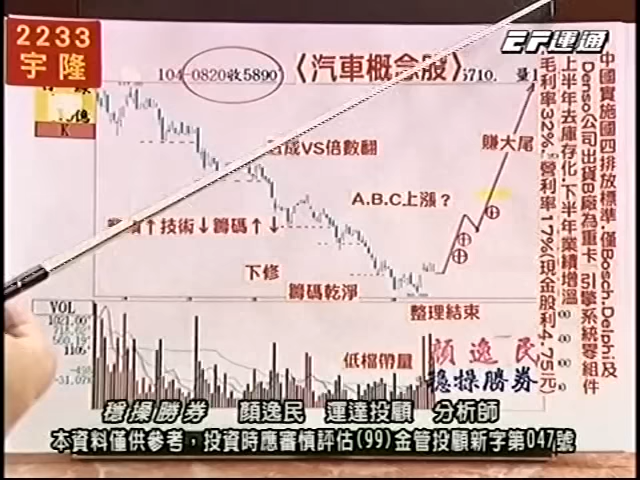 2233
宇隆
EF運通
104-0820收5890
〈汽車概念股〉
5710.
量1
K
合成VS倍數翻
賺大尾
A.B.C上漲？
↑技術↓籌碼↑↓
下修
籌碼乾淨
整理結束
VOL
1021.00
1105
-31.07
低檔帶量
顏逸民
穩操勝券
中國實施國四排放標準.僅Bosch.Delphi及
Denso公司出貨B廠為重卡 引擎系統零組件
上半年去庫存化.下半年業績增溫
毛利率32%.營利率17%(現金股利4.75元)
穩操勝券 顏逸民 運達投顧 分析師
本資料僅供參考，投資時應審慎評估(99)金管投顧新字第047號